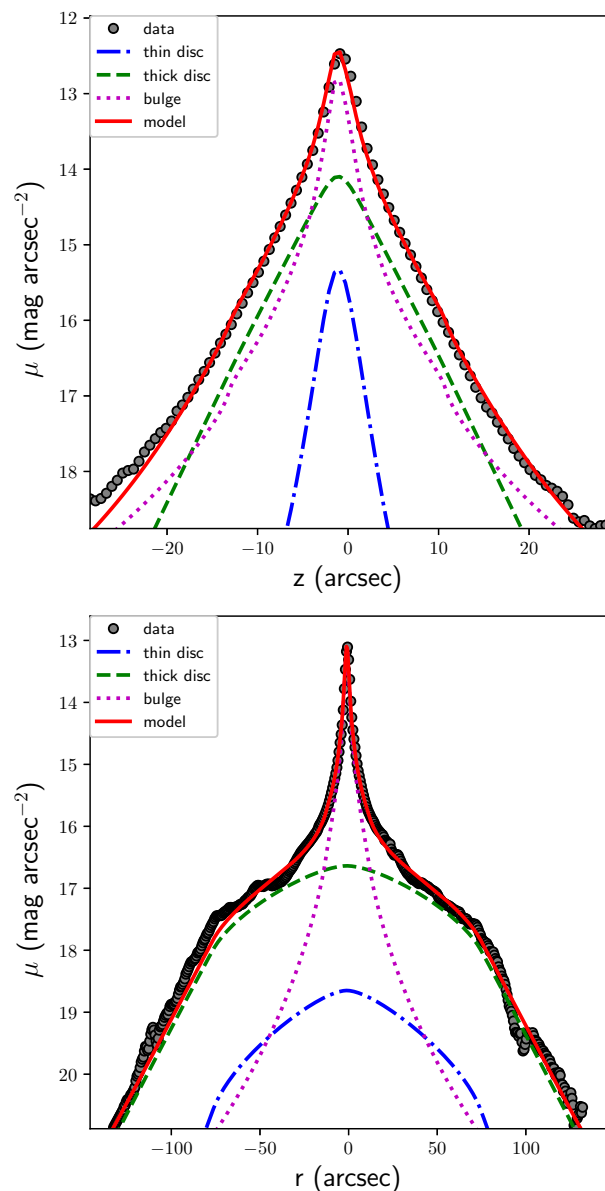 12
13
14
15
16
17
18
μ (mag arcsec−2)
data
thin disc
thick disc
bulge
model
−20 −10 0 10 20
z (arcsec)
13
14
15
16
17
18
19
20
μ (mag arcsec−2)
data
thin disc
thick disc
bulge
model
−100 −50 0 50 100
r (arcsec)